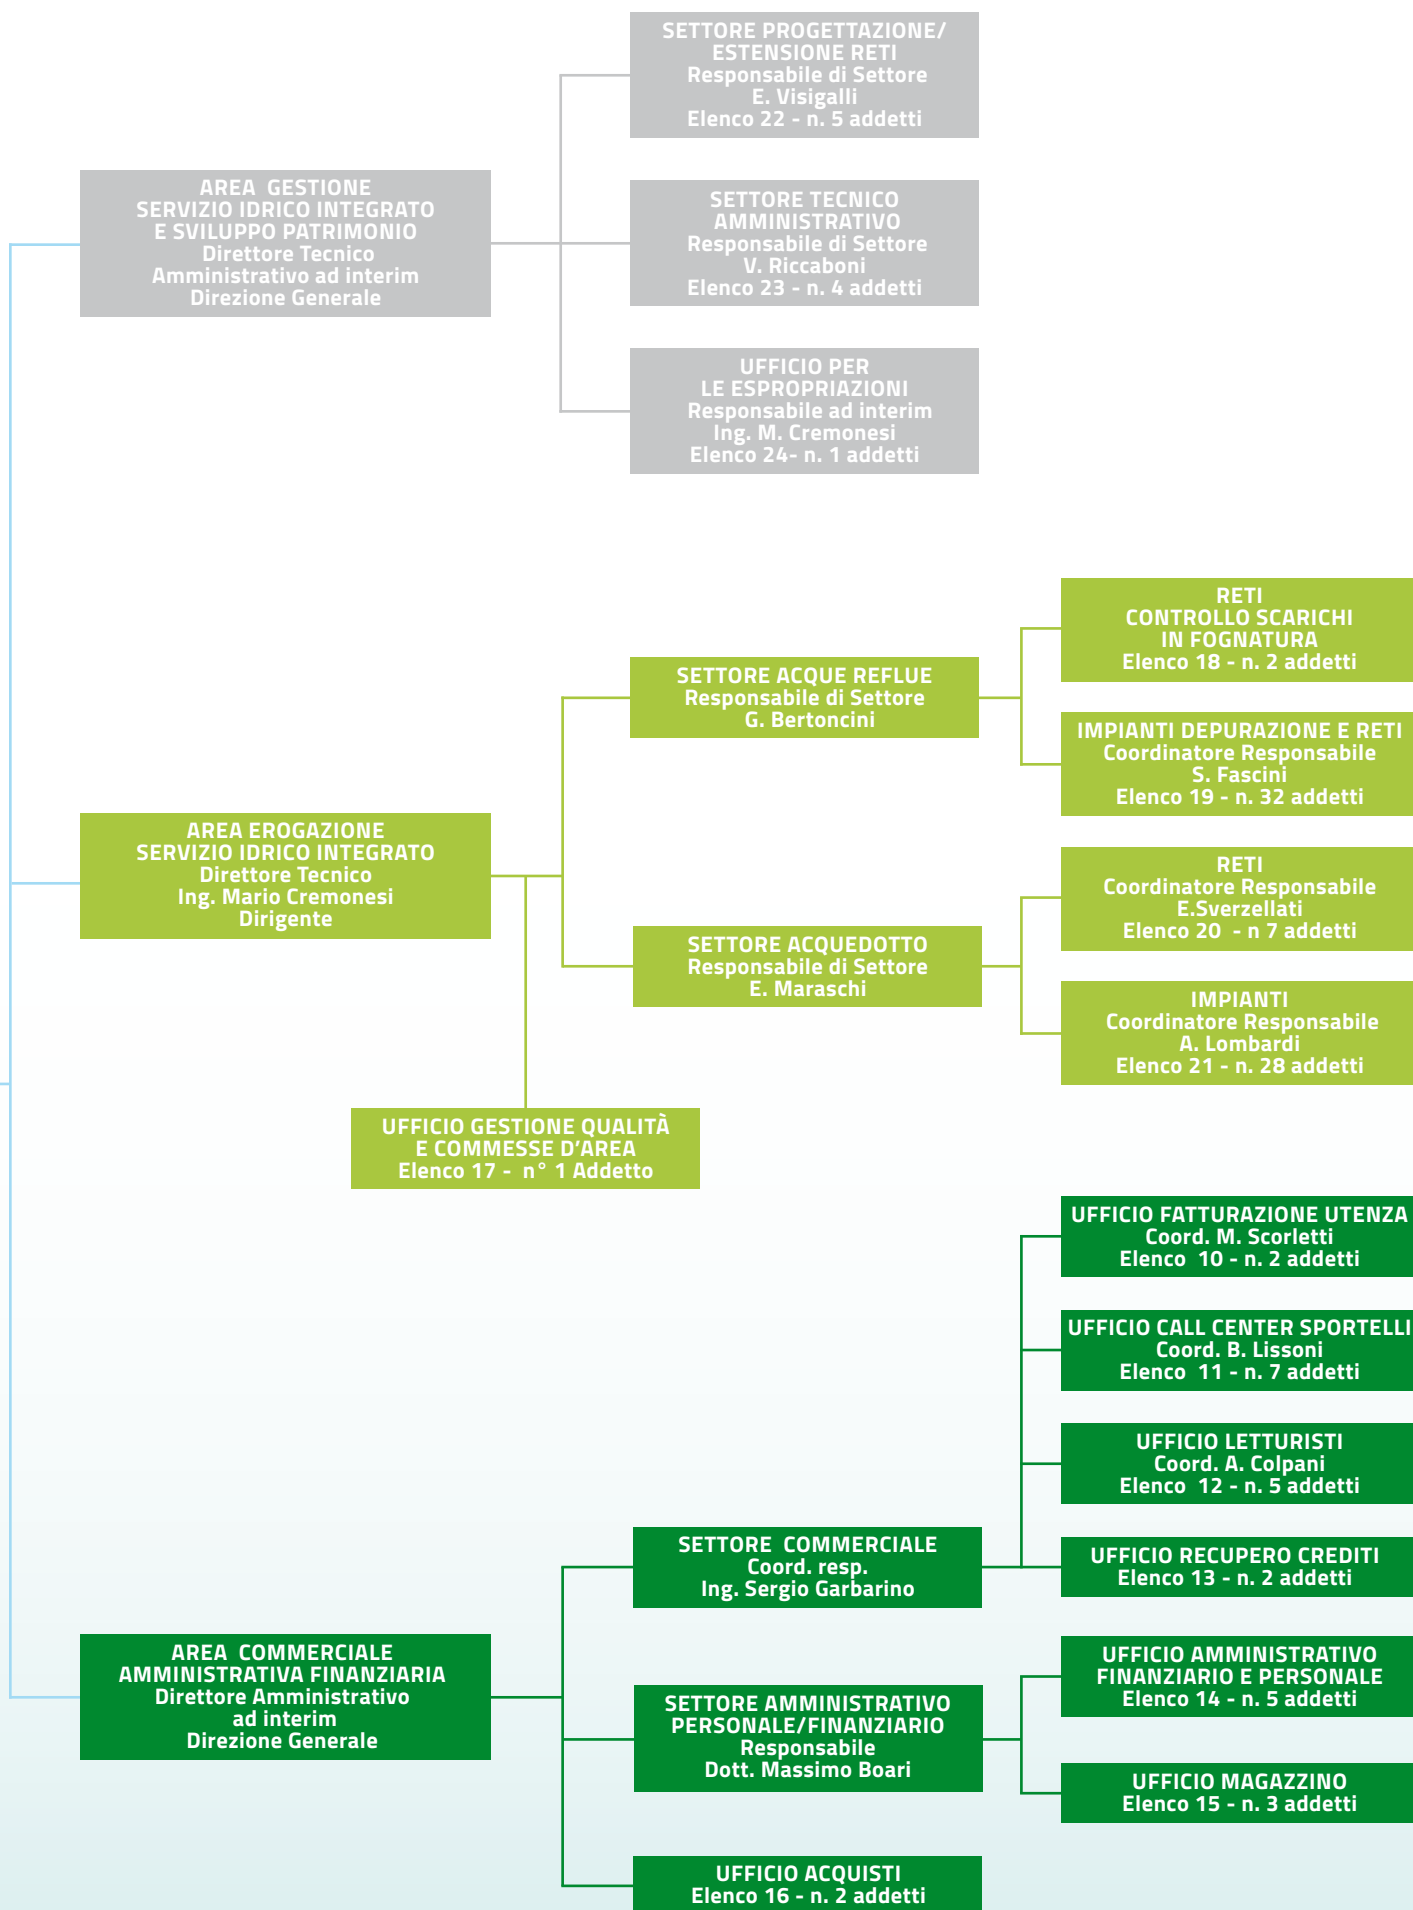 SETTORE PROGETTAZIONE/
ESTENSIONE RETI
Responsabile di Settore
E. Visigalli
Elenco 22 - n. 5 addetti
AREA GESTIONE
SERVIZIO IDRICO INTEGRATO
E SVILUPPO PATRIMONIO
Direttore Tecnico
Amministrativo ad interim
Direzione Generale
SETTORE TECNICO
AMMINISTRATIVO
Responsabile di Settore
V. Riccaboni
Elenco 23 - n. 4 addetti
UFFICIO PER
LE ESPROPRIAZIONI
Responsabile ad interim
Ing. M. Cremonesi
Elenco 24- n. 1 addetti
AREA EROGAZIONE
SERVIZIO IDRICO INTEGRATO
Direttore Tecnico
Ing. Mario Cremonesi
Dirigente
SETTORE ACQUE REFLUE
Responsabile di Settore
G. Bertoncini
RETI
CONTROLLO SCARICHI
IN FOGNATURA
Elenco 18 - n. 2 addetti
IMPIANTI DEPURAZIONE E RETI
Coordinatore Responsabile
S. Fascini
Elenco 19 - n. 32 addetti
SETTORE ACQUEDOTTO
Responsabile di Settore
E. Maraschi
RETI
Coordinatore Responsabile
E.Sverzellati
Elenco 20 - n 7 addetti
IMPIANTI
Coordinatore Responsabile
A. Lombardi
Elenco 21 - n. 28 addetti
UFFICIO GESTIONE QUALITÀ
E COMMESSE D'AREA
Elenco 17 - n° 1 Addetto
AREA COMMERCIALE
AMMINISTRATIVA FINANZIARIA
Direttore Amministrativo
ad interim
Direzione Generale
SETTORE COMMERCIALE
Coord. resp.
Ing. Sergio Garbarino
UFFICIO FATTURAZIONE UTENZA
Coord. M. Scorletti
Elenco 10 - n. 2 addetti
UFFICIO CALL CENTER SPORTELLI
Coord. B. Lissoni
Elenco 11 - n. 7 addetti
UFFICIO LETTURISTI
Coord. A. Colpani
Elenco 12 - n. 5 addetti
UFFICIO RECUPERO CREDITI
Elenco 13 - n. 2 addetti
SETTORE AMMINISTRATIVO
PERSONALE/FINANZIARIO
Responsabile
Dott. Massimo Boari
UFFICIO AMMINISTRATIVO
FINANZIARIO E PERSONALE
Elenco 14 - n. 5 addetti
UFFICIO MAGAZZINO
Elenco 15 - n. 3 addetti
UFFICIO ACQUISTI
Elenco 16 - n. 2 addetti